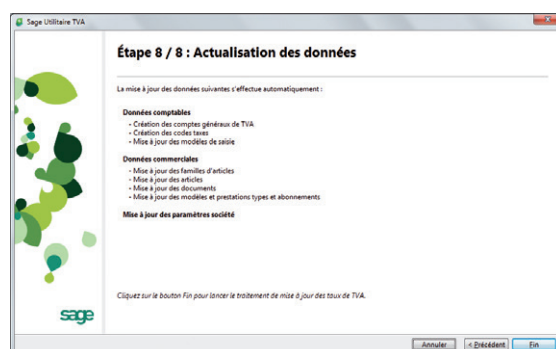 Sage Utilitaire TVA
Étape 8 / 8 : Actualisation des données
La mise à jour des données suivantes s'effectue automatiquement :
Données comptables
- Création des comptes généraux de TVA
- Création des codes taxes
- Mise à jour des modèles de saisie
Données commerciales
- Mise à jour des familles d'articles
- Mise à jour des articles
- Mise à jour des documents
- Mise à jour des modèles et prestations types et abonnements
Mise à jour des paramètres société
Cliquez sur le bouton Fin pour lancer le traitement de mise à jour des taux de TVA.
sage
Annuler < Précédent Fin